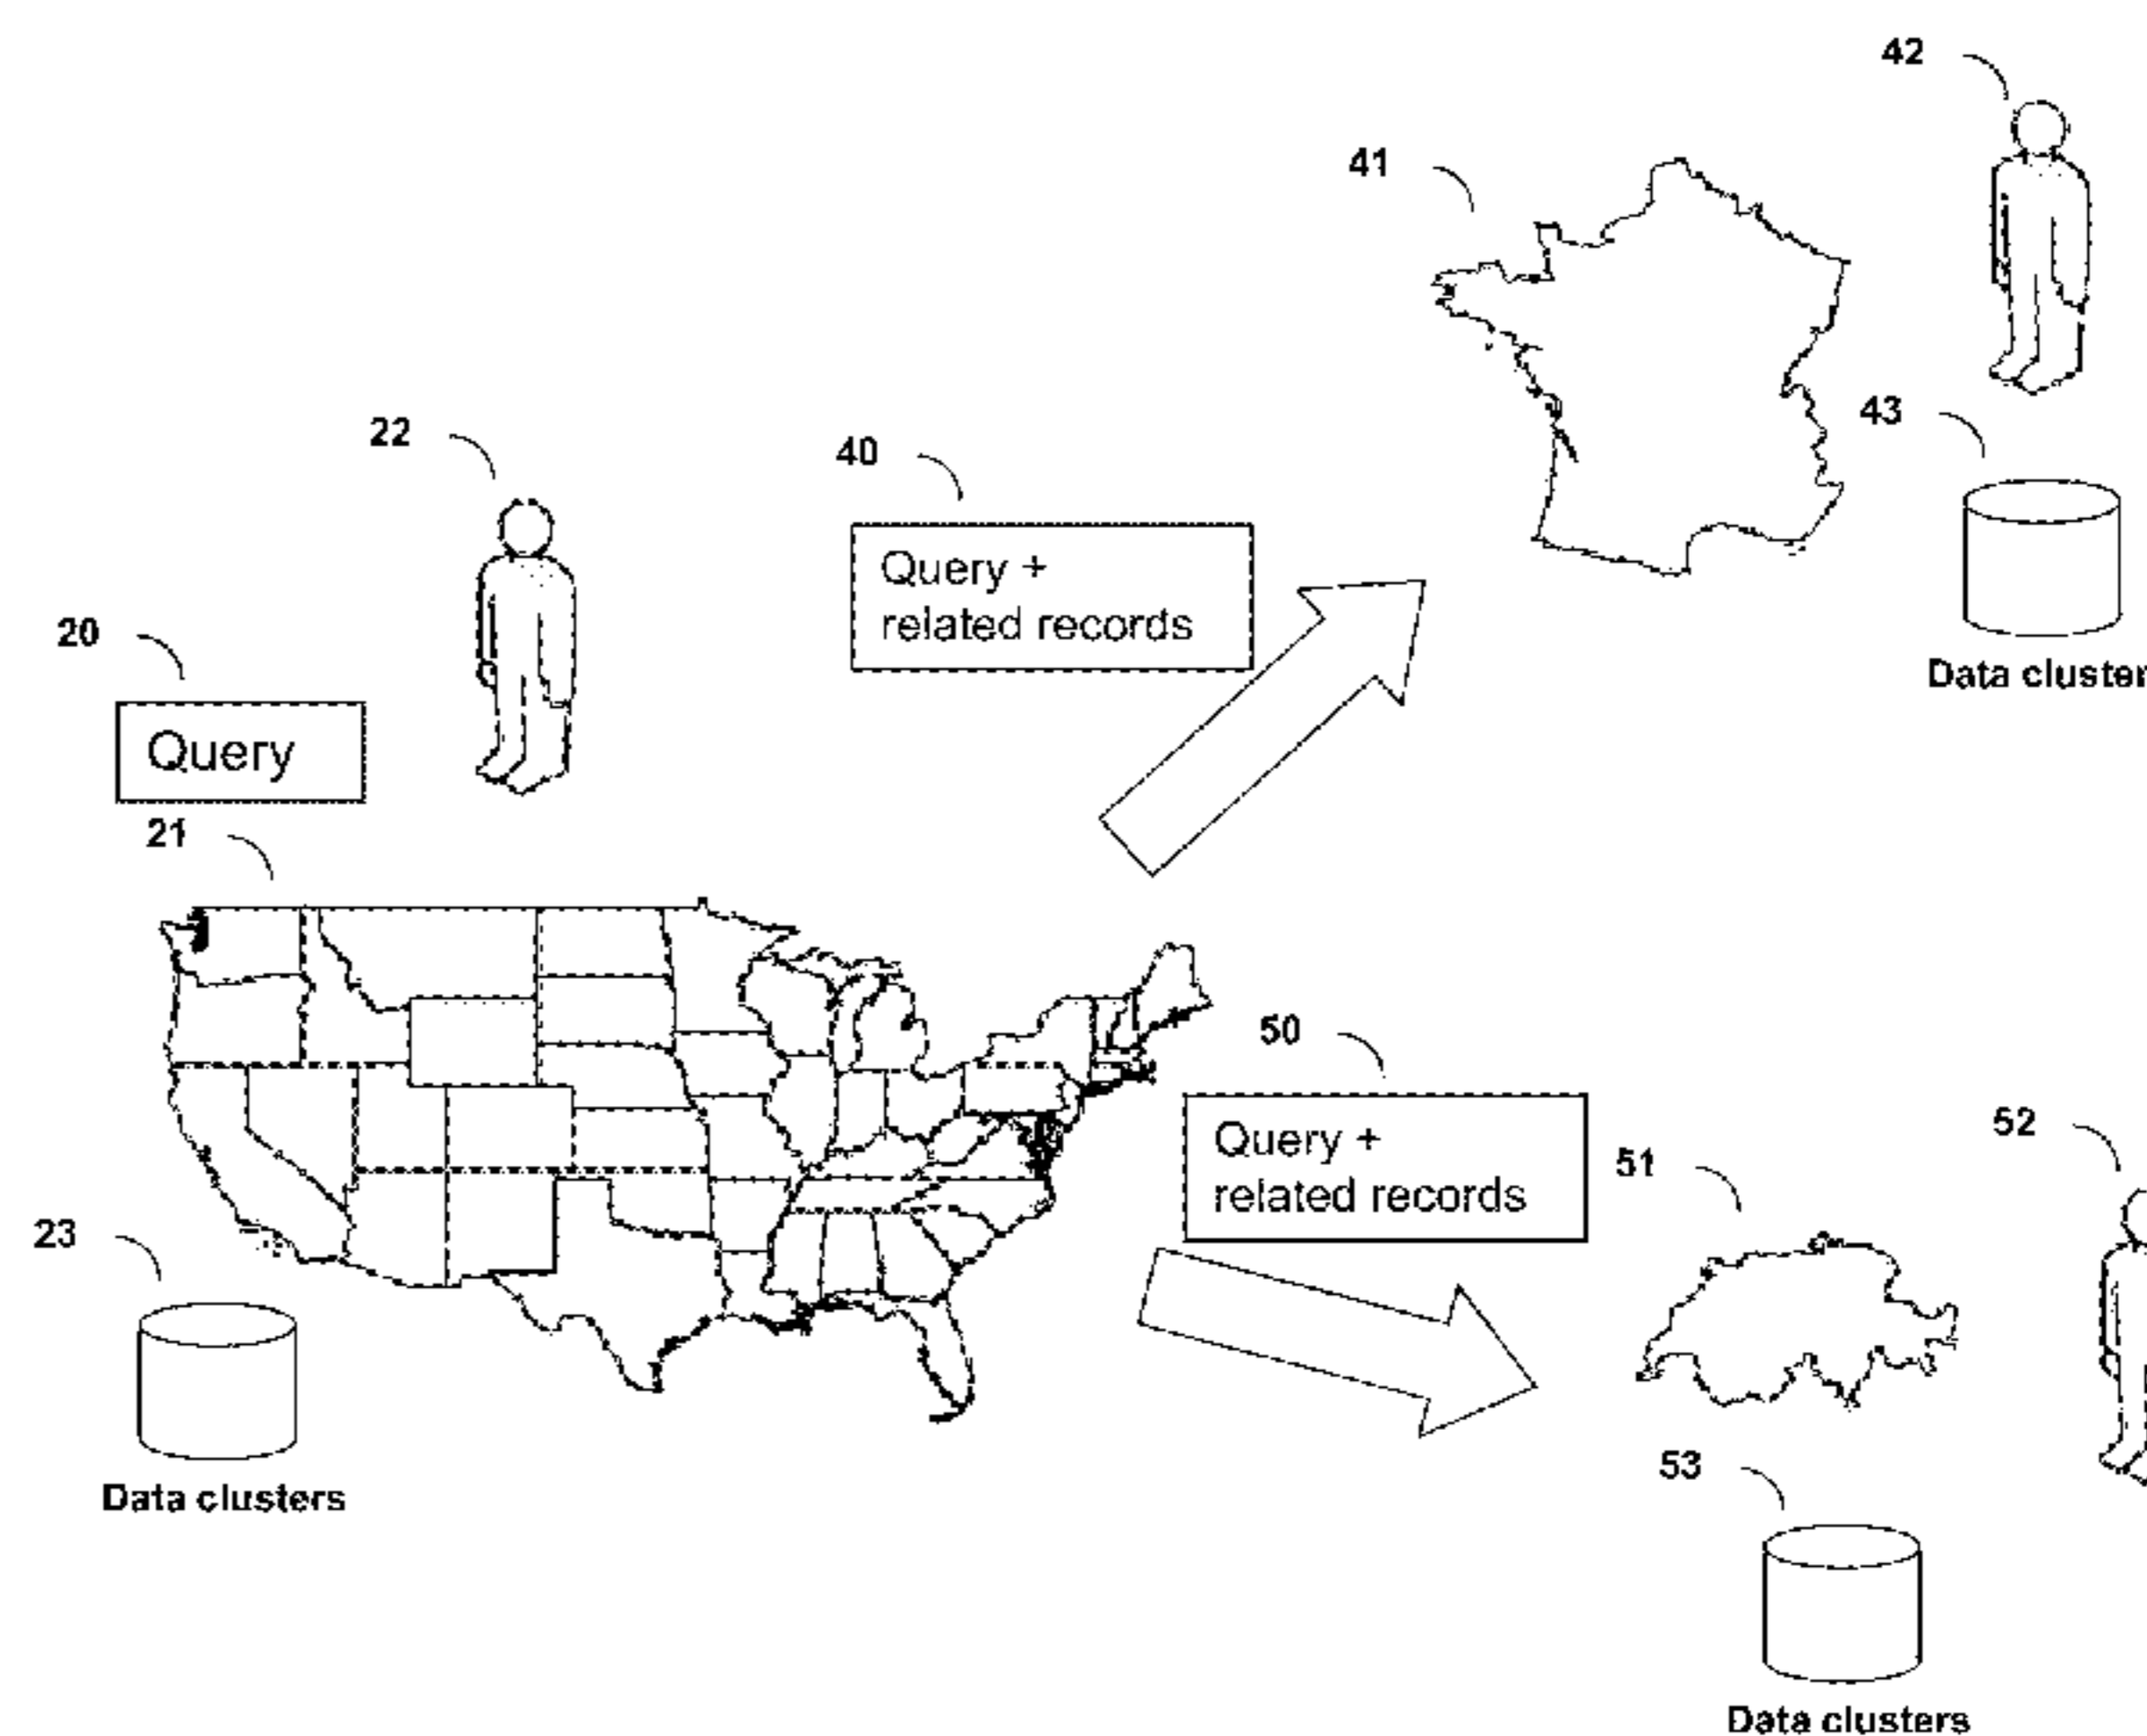 42
41
22
40
43
Query +
related records
20
Data cluster
Query
21
50
Query +
related records
52
51
23
53
Data clusters
Data clusters